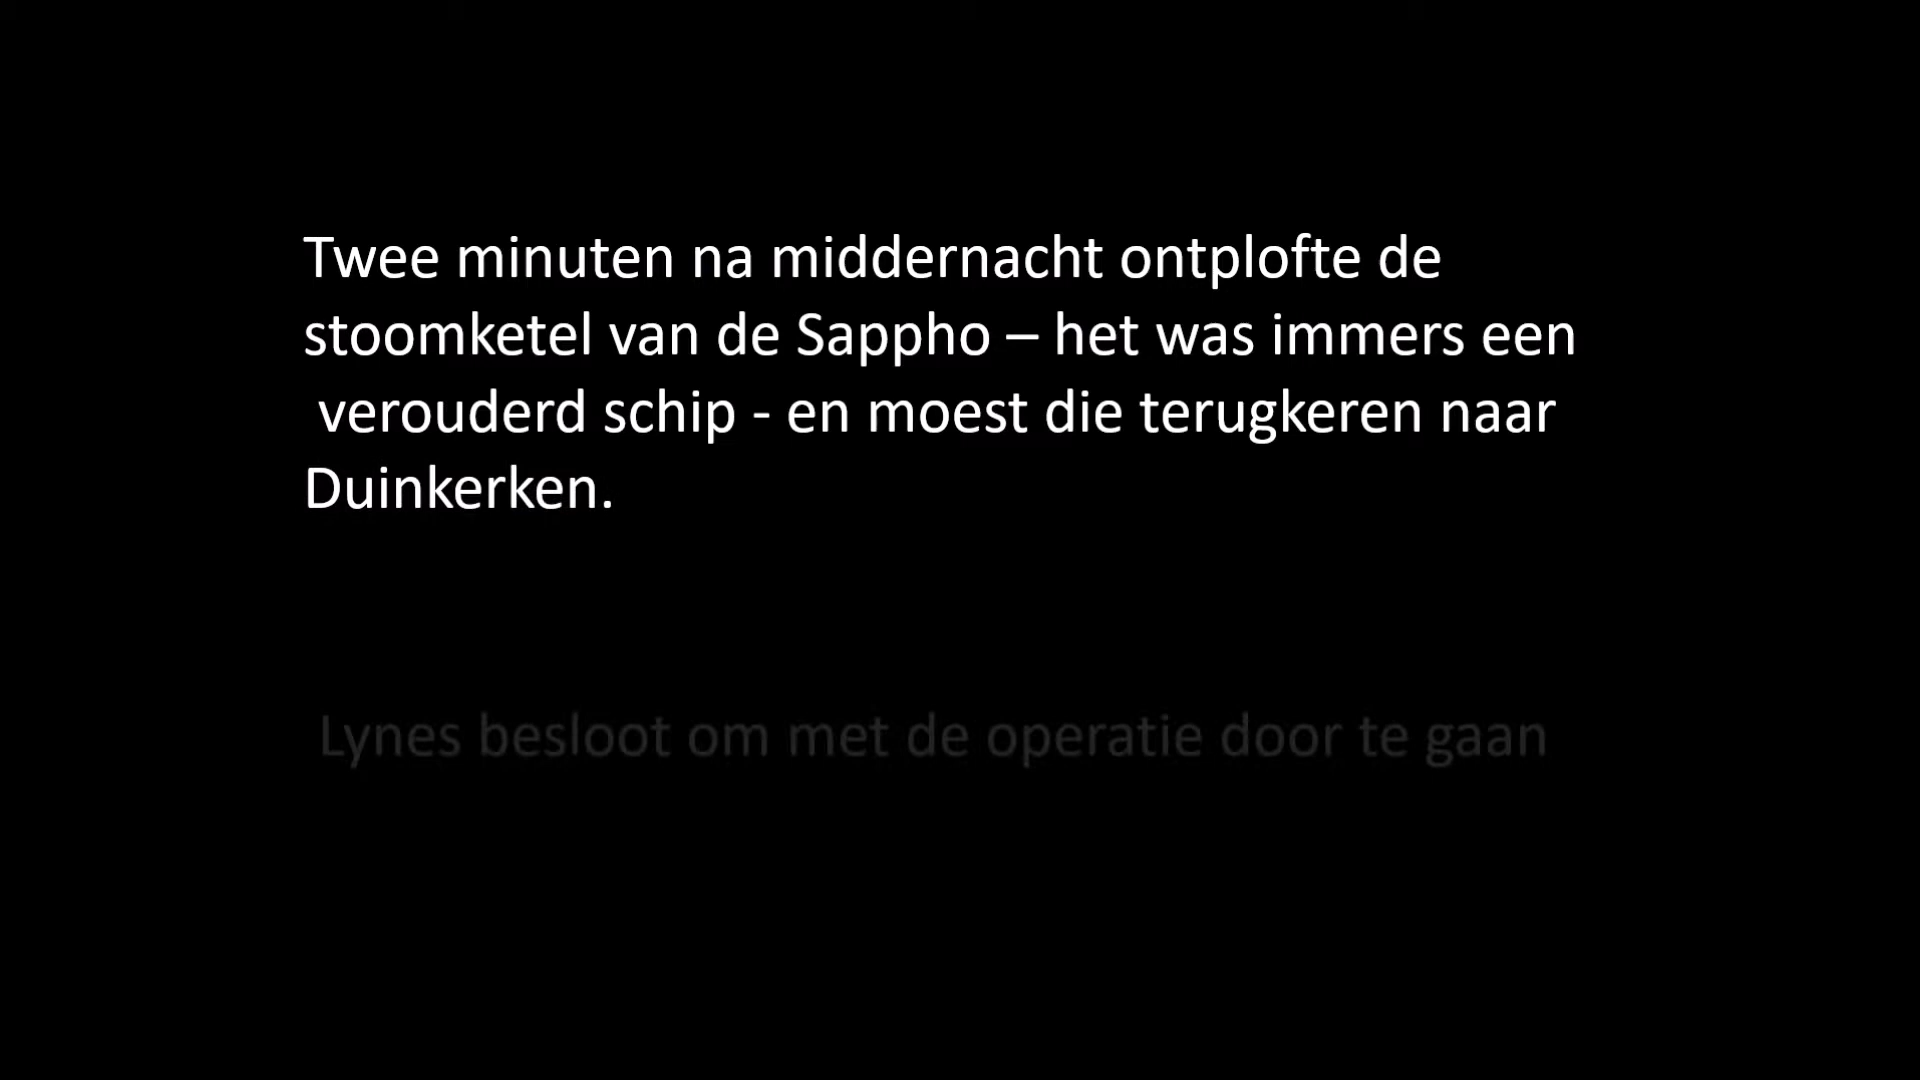 Twee minuten na middernacht ontplofte de
stoomketel van de Sappho – het was immers een
verouderd schip - en moest die terugkeren naar
Duinkerken.
Lynes besloot om met de operatie door te gaan